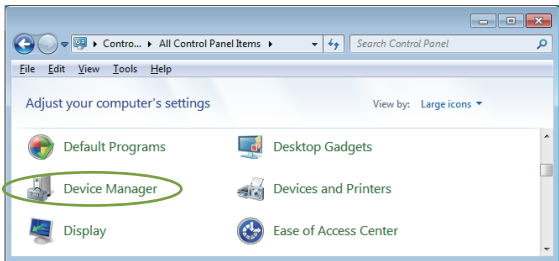 Contro... All Control Panel Items Search Control Panel
File Edit View Tools Help
Adjust your computer's settings View by: Large icons
Default Programs Desktop Gadgets
Device Manager Devices and Printers
Display Ease of Access Center